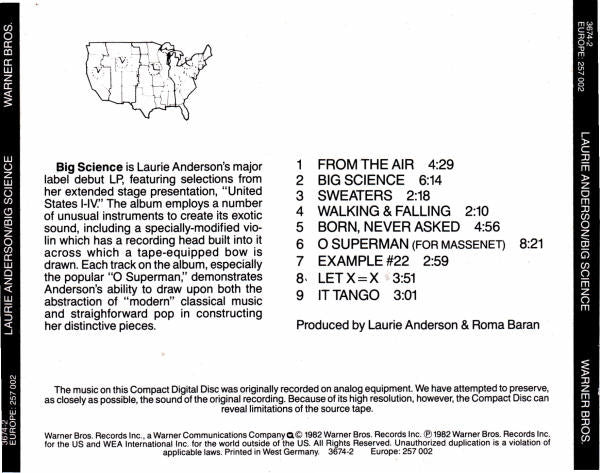 WARNER BROS.
LAURIE ANDERSON/BIG SCIENCE
3674-2
EUROPE: 257 002
Big Science is Laurie Anderson's major
label debut LP, featuring selections from
her extended stage presentation, "United
States I-IV." The album employs a number
of unusual instruments to create its exotic
sound, including a specially-modified vio-
lin which has a recording head built into it
across which a tape-equipped bow is
drawn. Each track on the album, especially
the popular "O Superman," demonstrates
Anderson's ability to draw upon both the
abstraction of "modern" classical music
and straighforward pop in constructing
her distinctive pieces.
1 FROM THE AIR 4:29
2 BIG SCIENCE 6:14
3 SWEATERS 2:18
4 WALKING & FALLING 2:10
5 BORN, NEVER ASKED 4:56
6 O SUPERMAN (FOR MASSENET) 8:21
7 EXAMPLE #22 2:59
8 LET X=X 3:51
9 IT TANGO 3:01
Produced by Laurie Anderson & Roma Baran
The music on this Compact Digital Disc was originally recorded on analog equipment. We have attempted to preserve,
as closely as possible, the sound of the original recording. Because of its high resolution, however, the Compact Disc can
reveal limitations of the source tape.
Warner Bros. Records Inc., a Warner Communications Company © 1982 Warner Bros. Records Inc. ℗ 1982 Warner Bros. Records Inc.
for the US and WEA International Inc. for the world outside of the US. All Rights Reserved. Unauthorized duplication is a violation of
applicable laws. Printed in West Germany. 3674-2 Europe: 257 002
3674-2
EUROPE: 257 002
LAURIE ANDERSON/BIG SCIENCE
WARNER BROS.